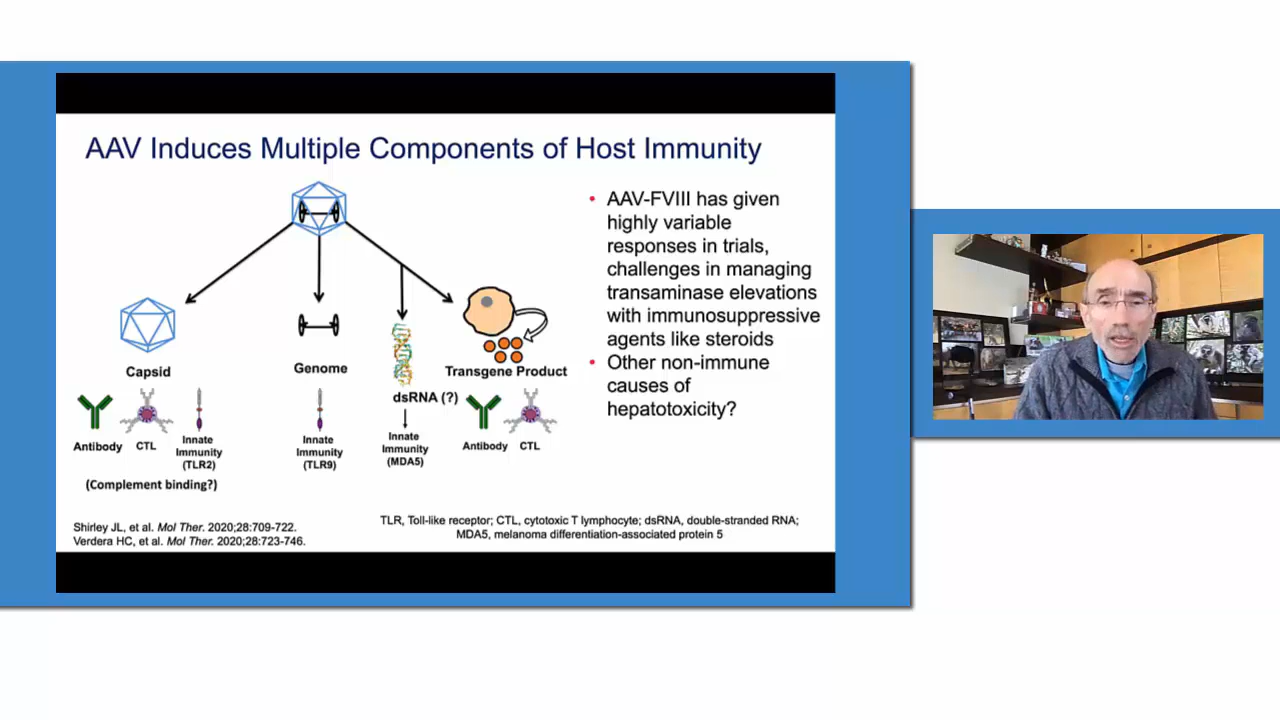 AAV Induces Multiple Components of Host Immunity
Capsid
Genome
dsRNA (?)
Transgene Product
Antibody
CTL
Innate
Immunity
(TLR2)
(Complement binding?)
Innate
Immunity
(TLR9)
Innate
Immunity
(MDA5)
Antibody
CTL
• AAV-FVIII has given
highly variable
responses in trials,
challenges in managing
transaminase elevations
with immunosuppressive
agents like steroids
• Other non-immune
causes of
hepatotoxicity?
Shirley JL, et al. Mol Ther. 2020;28:709-722.
Verdera HC, et al. Mol Ther. 2020;28:723-746.
TLR, Toll-like receptor; CTL, cytotoxic T lymphocyte; dsRNA, double-stranded RNA;
MDA5, melanoma differentiation-associated protein 5